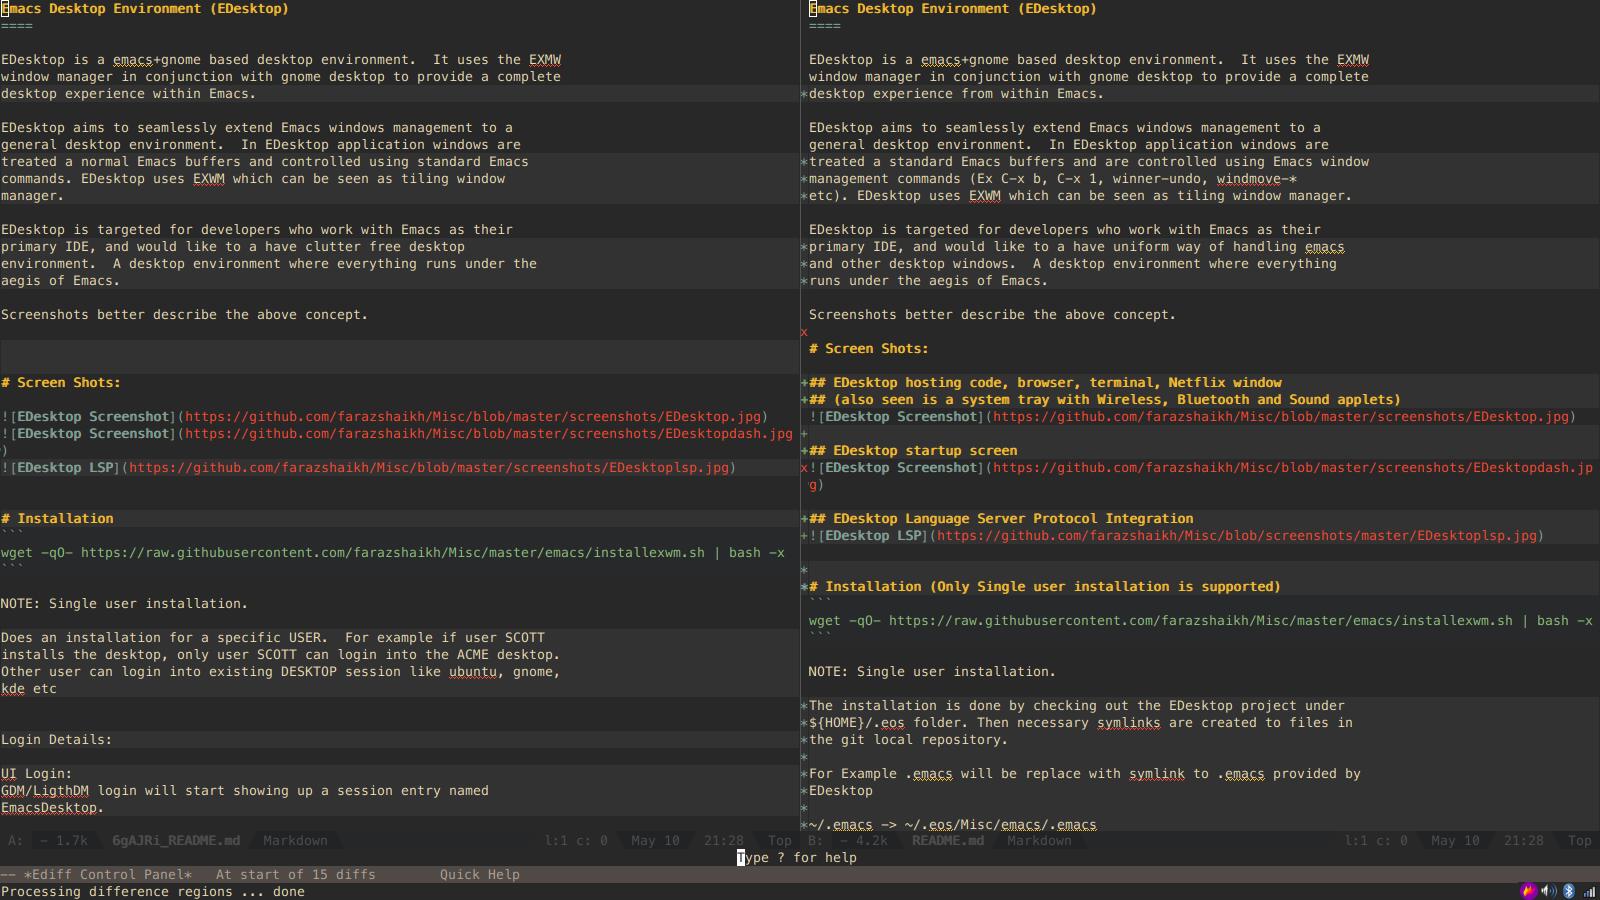 Emacs Desktop Environment (EDesktop)
====
EDesktop is a emacs+gnome based desktop environment.  It uses the EXMW
window manager in conjunction with gnome desktop to provide a complete
desktop experience within Emacs.
EDesktop aims to seamlessly extend Emacs windows management to a
general desktop environment.  In EDesktop application windows are
treated a normal Emacs buffers and controlled using standard Emacs
commands. EDesktop uses EXWM which can be seen as tiling window
manager.
EDesktop is targeted for developers who work with Emacs as their
primary IDE, and would like to a have clutter free desktop
environment.  A desktop environment where everything runs under the
aegis of Emacs.
Screenshots better describe the above concept.
# Screen Shots:
![EDesktop Screenshot](https://github.com/farazshaikh/Misc/blob/master/screenshots/EDesktop.jpg)
![EDesktop Screenshot](https://github.com/farazshaikh/Misc/blob/master/screenshots/EDesktopdash.jpg
)
![EDesktop LSP](https://github.com/farazshaikh/Misc/blob/master/screenshots/EDesktoplsp.jpg)
# Installation
```
wget -qO- https://raw.githubusercontent.com/farazshaikh/Misc/master/emacs/installexwm.sh | bash -x
```
NOTE: Single user installation.
Does an installation for a specific USER.  For example if user SCOTT
installs the desktop, only user SCOTT can login into the ACME desktop.
Other user can login into existing DESKTOP session like ubuntu, gnome,
kde etc
Login Details:
UI Login:
GDM/LigthDM login will start showing up a session entry named
EmacsDesktop.
A: - 1.7k 6gAJRi_README.md Markdown l:1 c: 0 May 10 21:28 Top
Emacs Desktop Environment (EDesktop)
====
EDesktop is a emacs+gnome based desktop environment.  It uses the EXMW
window manager in conjunction with gnome desktop to provide a complete
*desktop experience from within Emacs.
EDesktop aims to seamlessly extend Emacs windows management to a
general desktop environment.  In EDesktop application windows are
*treated a standard Emacs buffers and are controlled using Emacs window
*management commands (Ex C-x b, C-x 1, winner-undo, windmove-*
*etc). EDesktop uses EXWM which can be seen as tiling window manager.
EDesktop is targeted for developers who work with Emacs as their
*primary IDE, and would like to a have uniform way of handling emacs
*and other desktop windows.  A desktop environment where everything
*runs under the aegis of Emacs.
Screenshots better describe the above concept.
x
# Screen Shots:
+## EDesktop hosting code, browser, terminal, Netflix window
+## (also seen is a system tray with Wireless, Bluetooth and Sound applets)
![EDesktop Screenshot](https://github.com/farazshaikh/Misc/blob/master/screenshots/EDesktop.jpg)
+
+## EDesktop startup screen
x![EDesktop Screenshot](https://github.com/farazshaikh/Misc/blob/master/screenshots/EDesktopdash.jp
g)
+## EDesktop Language Server Protocol Integration
+![EDesktop LSP](https://github.com/farazshaikh/Misc/blob/screenshots/master/EDesktoplsp.jpg)
*
*# Installation (Only Single user installation is supported)
```
wget -qO- https://raw.githubusercontent.com/farazshaikh/Misc/master/emacs/installexwm.sh | bash -x
```
NOTE: Single user installation.
*The installation is done by checking out the EDesktop project under
*${HOME}/.eos folder. Then necessary symlinks are created to files in
*the git local repository.
*
*For Example .emacs will be replace with symlink to .emacs provided by
*EDesktop
*
*~/.emacs -> ~/.eos/Misc/emacs/.emacs
B: - 4.2k README.md Markdown l:1 c: 0 May 10 21:28 Top
Type ? for help
-- *Ediff Control Panel*   At start of 15 diffs        Quick Help
Processing difference regions ... done